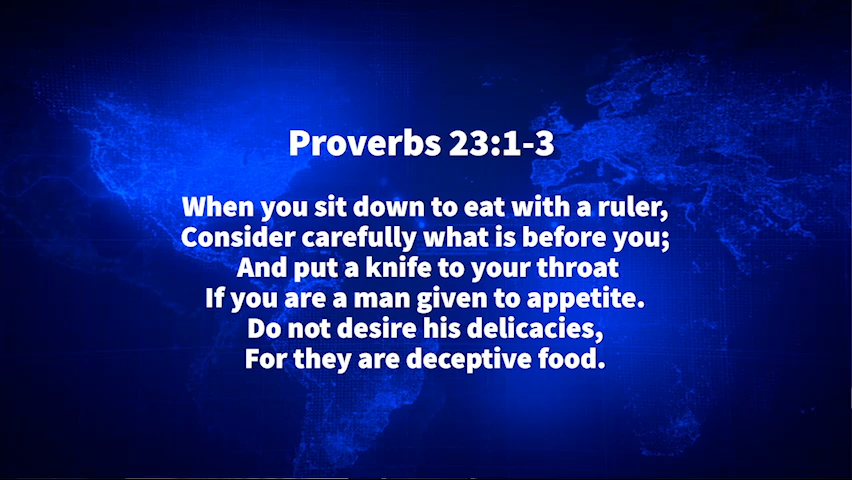 Proverbs 23:1-3
When you sit down to eat with a ruler,
Consider carefully what is before you;
And put a knife to your throat
If you are a man given to appetite.
Do not desire his delicacies,
For they are deceptive food.